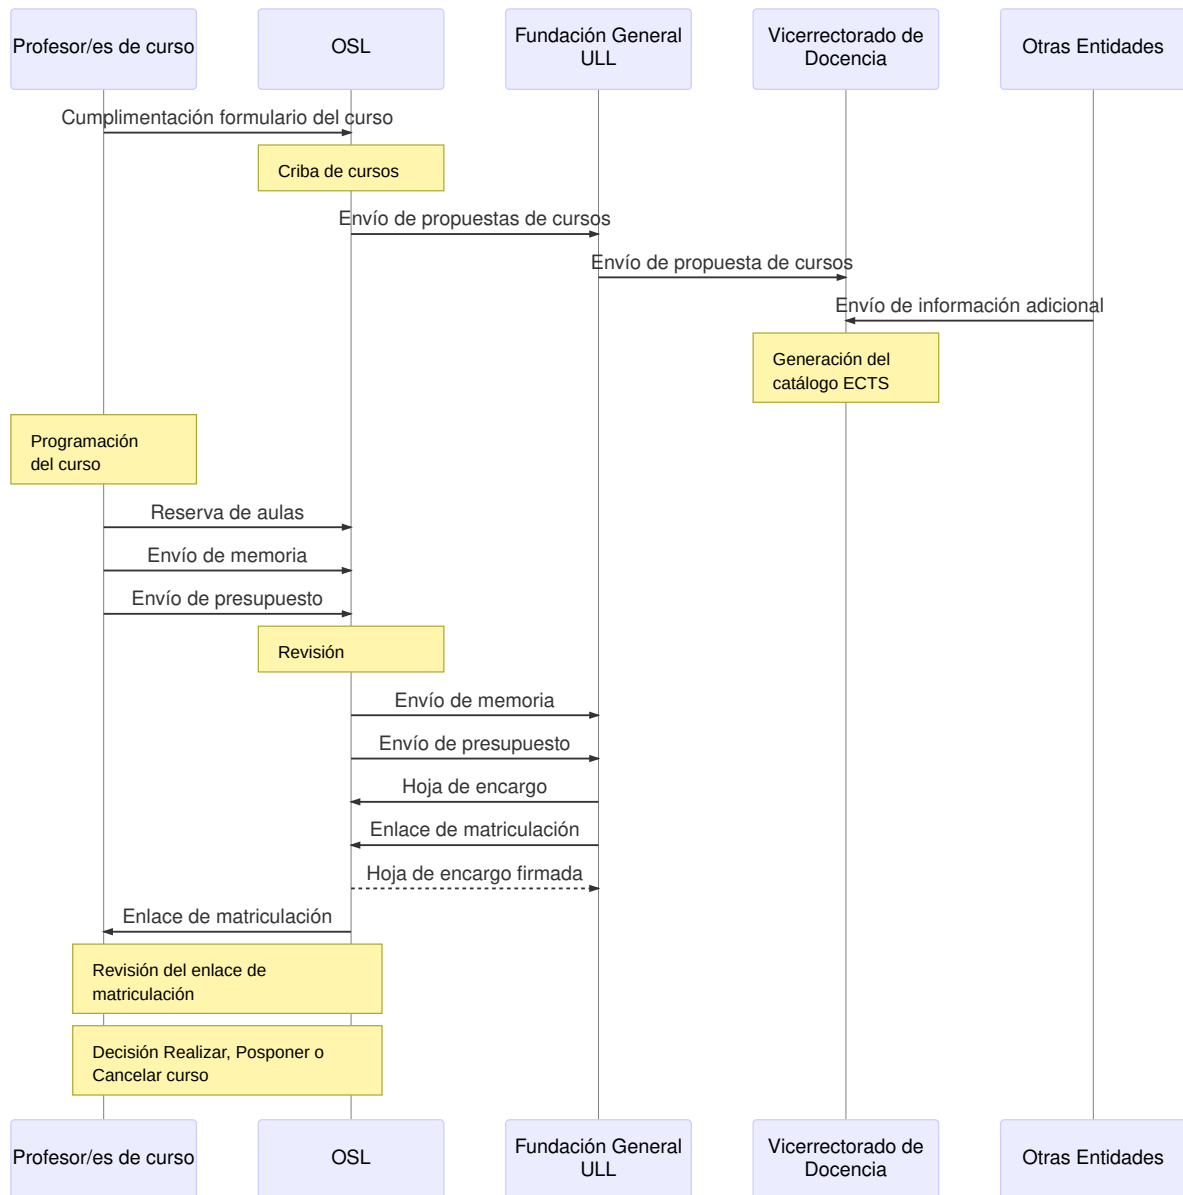 Profesor/es de curso
OSL
Fundación General
ULL
Vicerrectorado de
Docencia
Otras Entidades
Cumplimentación formulario del curso
Criba de cursos
Envío de propuestas de cursos
Envío de propuesta de cursos
Envío de información adicional
Generación del
catálogo ECTS
Programación
del curso
Reserva de aulas
Envío de memoria
Envío de presupuesto
Revisión
Envío de memoria
Envío de presupuesto
Hoja de encargo
Enlace de matriculación
Hoja de encargo firmada
Enlace de matriculación
Revisión del enlace de
matriculación
Decisión Realizar, Posponer o
Cancelar curso
Profesor/es de curso
OSL
Fundación General
ULL
Vicerrectorado de
Docencia
Otras Entidades